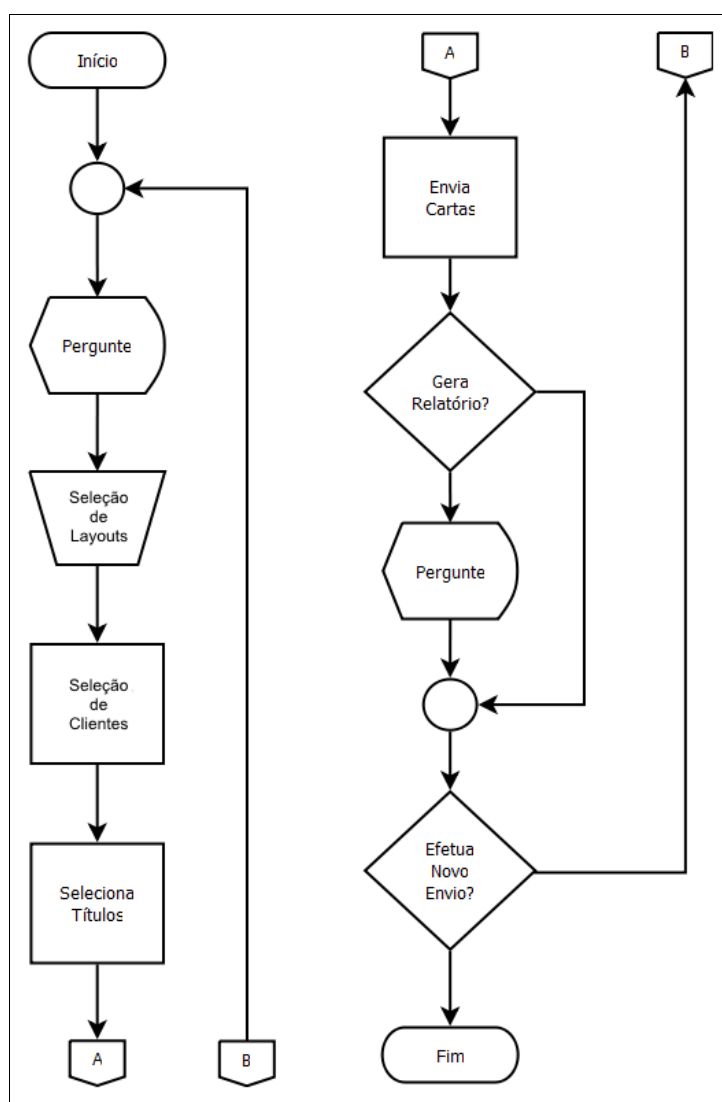 Início
Pergunte
Seleção
de
Layouts
Seleção
de
Clientes
Seleciona
Títulos
A
B
A
Envia
Cartas
Gera
Relatório?
Pergunte
Efetua
Novo
Envio?
Fim
B